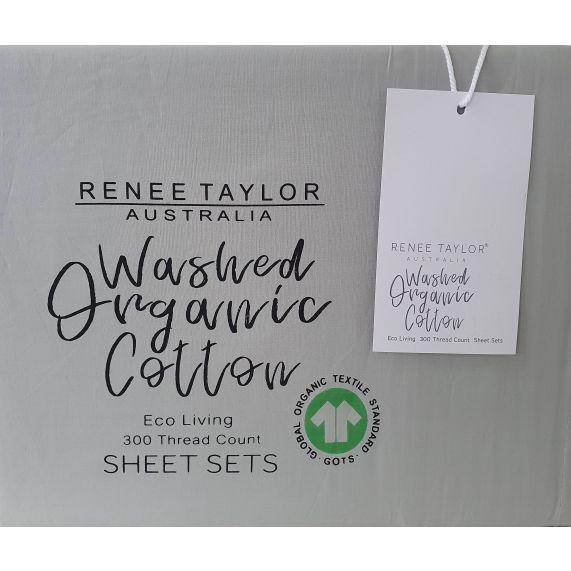 RENEE TAYLOR
AUSTRALIA
Washed
Organic
Cotton
Eco Living
300 Thread Count
SHEET SETS
GLOBAL ORGANIC TEXTILE STANDARD · GOTS ·
RENEE TAYLOR®
AUSTRALIA
Washed
Organic
Cotton
Eco Living 300 Thread Count Sheet Sets